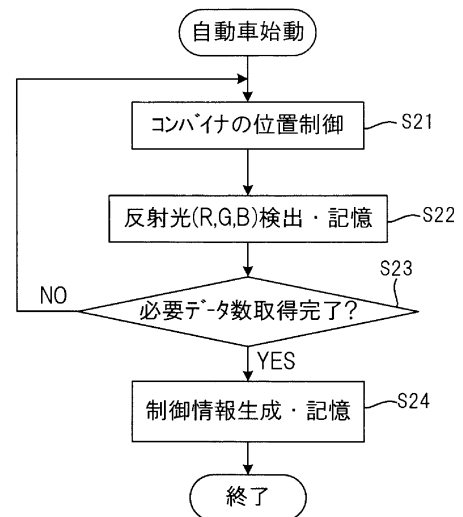 自動車始動
コンバイナの位置制御
S21
反射光(R,G,B)検出・記憶
S22
S23
NO
必要データ数取得完了?
YES
制御情報生成・記憶
S24
終了